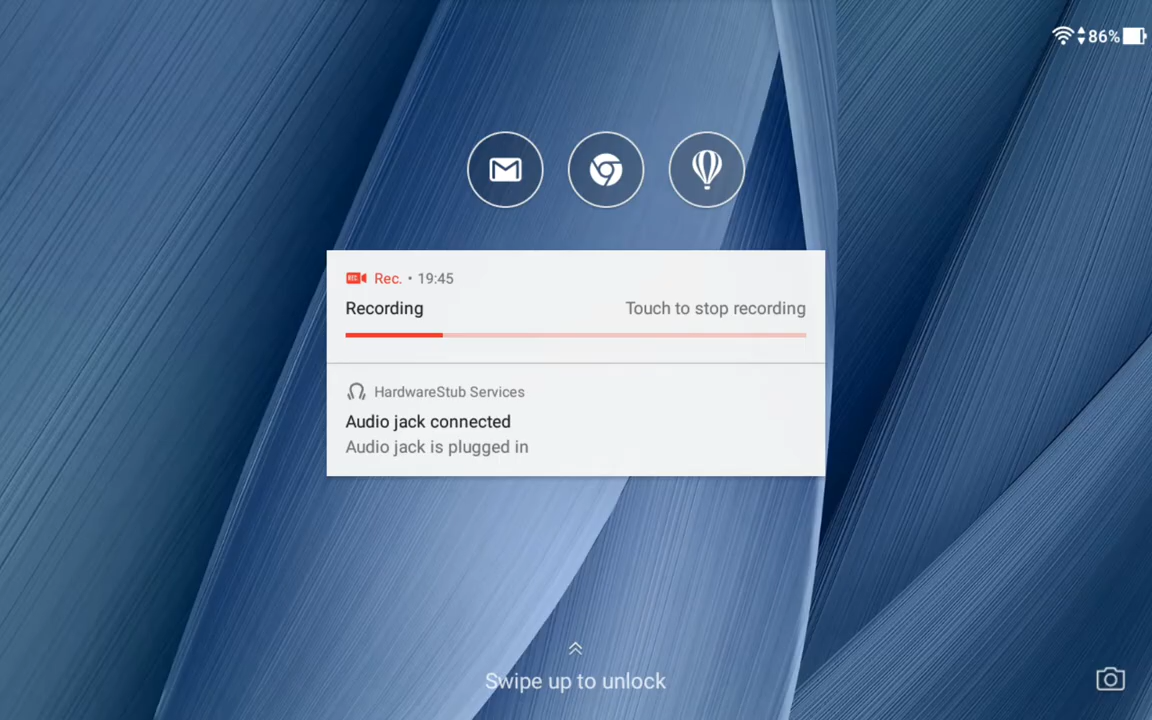 86%
Rec. • 19:45
Recording Touch to stop recording
HardwareStub Services
Audio jack connected
Audio jack is plugged in
Swipe up to unlock